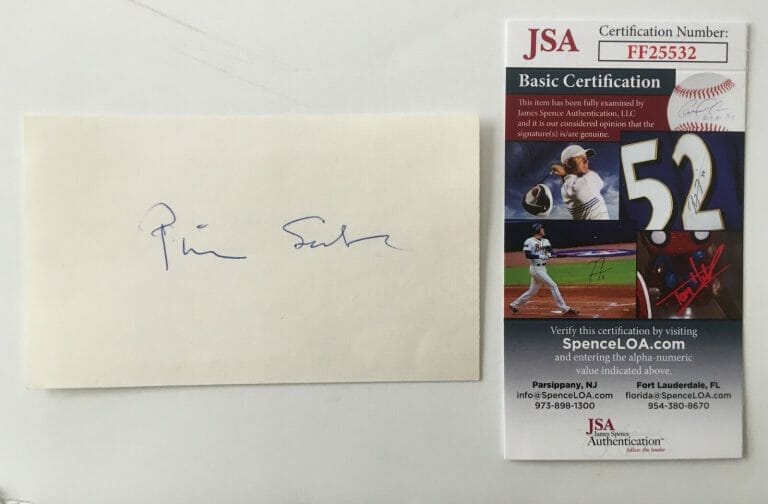 JSA
Certification Number:
FF25532
Basic Certification
This item has been fully examined by
James Spence Authentication, LLC
and it is our considered opinion that the
signature(s) is/are genuine.
52
Verify this certification by visiting
SpenceLOA.com
and entering the alpha-numeric
value indicated above.
Parsippany, NJ
info@SpenceLOA.com
973-898-1300
Fort Lauderdale, FL
florida@SpenceLOA.com
954-380-8670
JSA
James Spence
Authentication
follow the leader